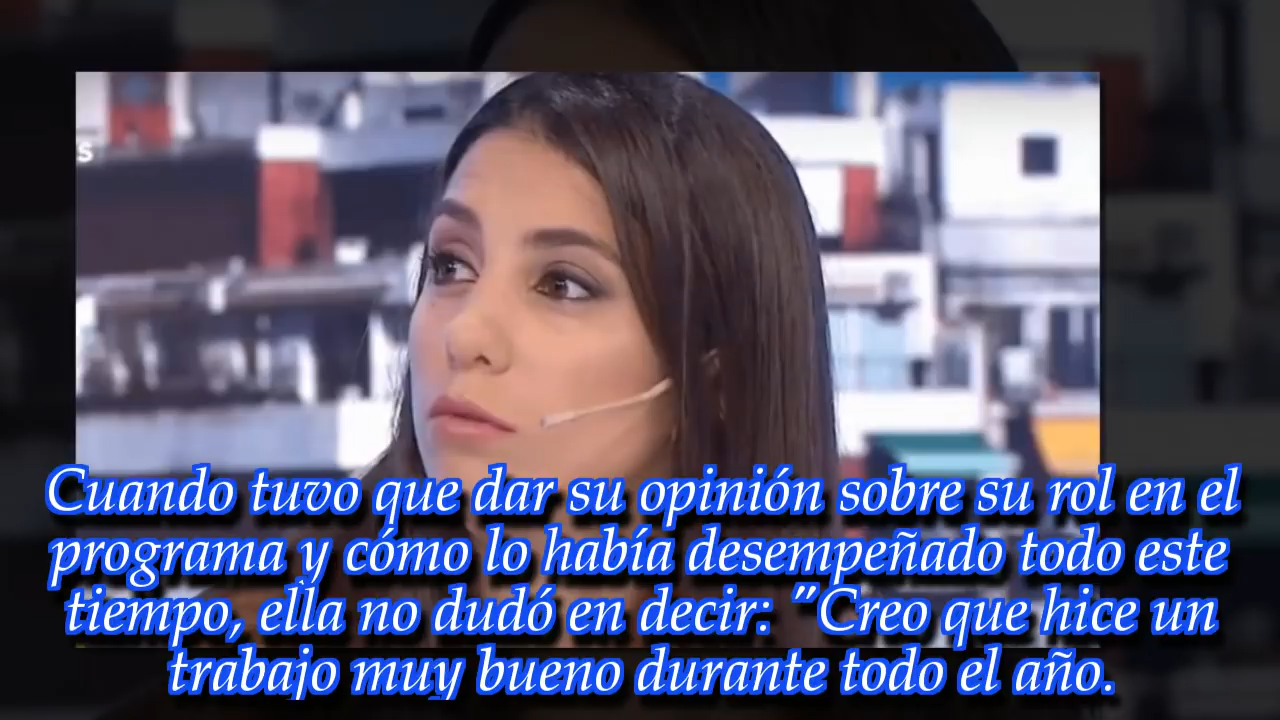 S
Cuando tuvo que dar su opinión sobre su rol en el
programa y cómo lo había desempeñado todo este
tiempo, ella no dudó en decir: "Creo que hice un
trabajo muy bueno durante todo el año.